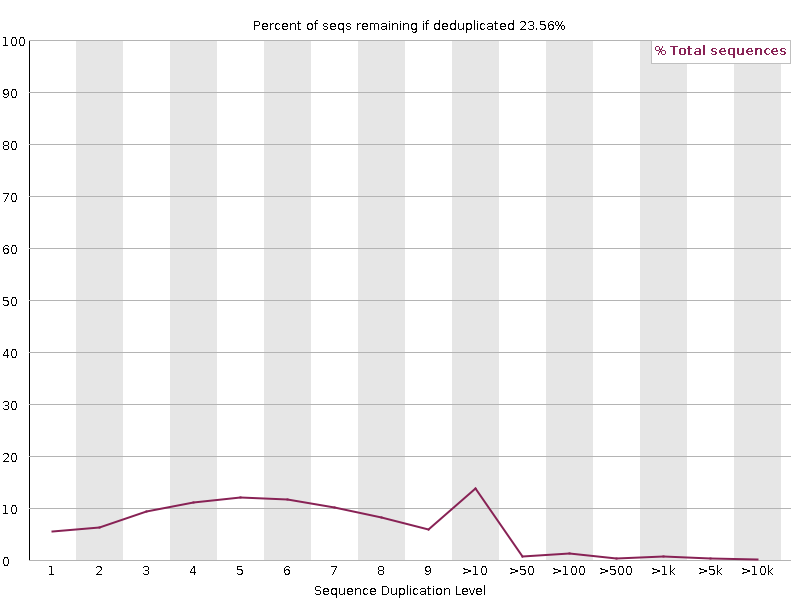 Percent of seqs remaining if deduplicated 23.56%
% Total sequences
100
90
80
70
60
50
40
30
20
10
0
1 2 3 4 5 6 7 8 9 >10 >50 >100 >500 >1k >5k >10k
Sequence Duplication Level